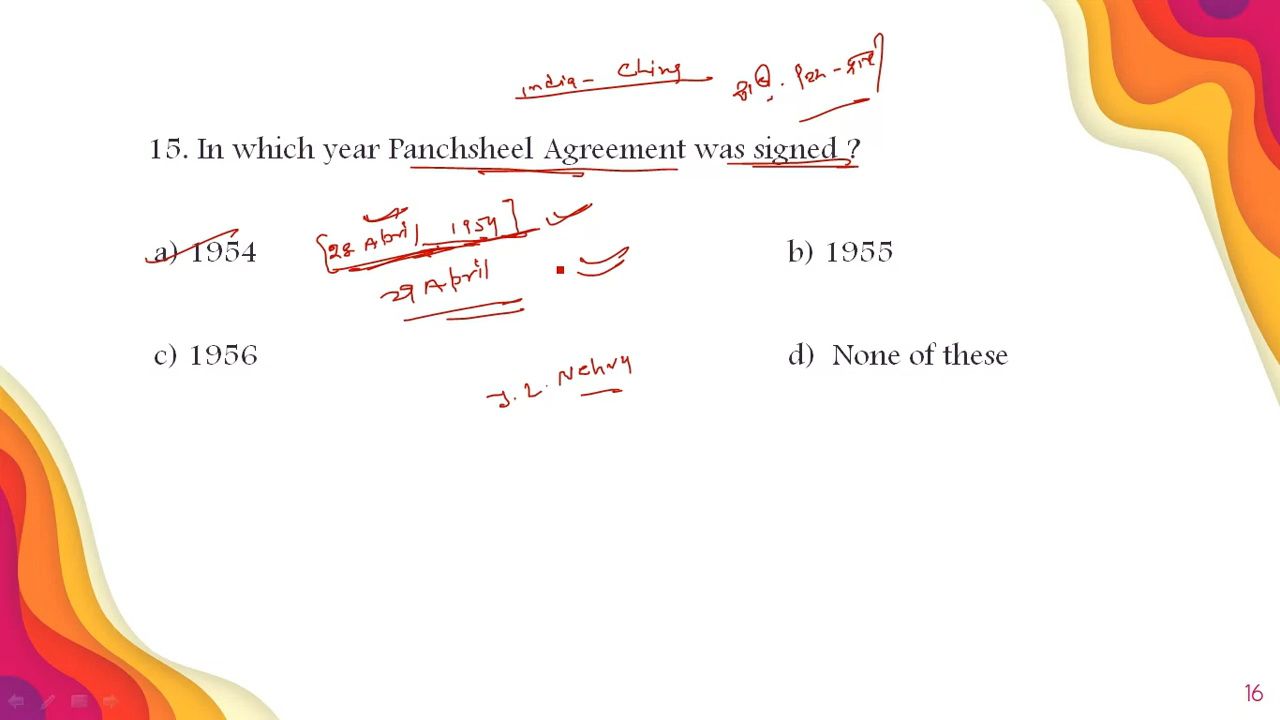 India - China
15. In which year Panchsheel Agreement was signed ?
a) 1954
[28 April 1954]
b) 1955
29 April
c) 1956
J. L. Nehru
d) None of these
16